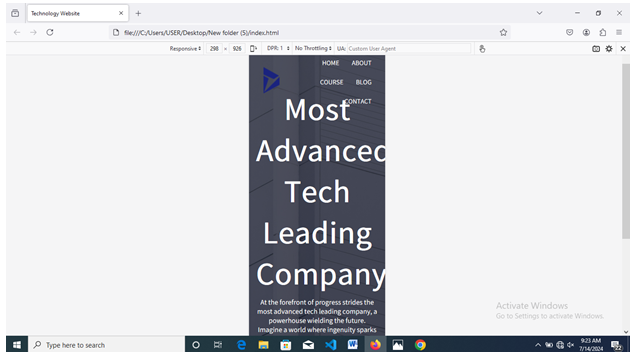 Technology Website
file:///C:/Users/USER/Desktop/New folder (5)/index.html
Responsive 298 × 926 DPR: 1 No Throttling UA: Custom User Agent
HOME ABOUT
COURSE BLOG
CONTACT
Most
Advanced
Tech
Leading
Company
At the forefront of progress strides the
most advanced tech leading company, a
powerhouse wielding the future.
Imagine a world where ingenuity sparks
Activate Windows
Go to Settings to activate Windows.
Type here to search
9:23 AM
7/14/2024
22